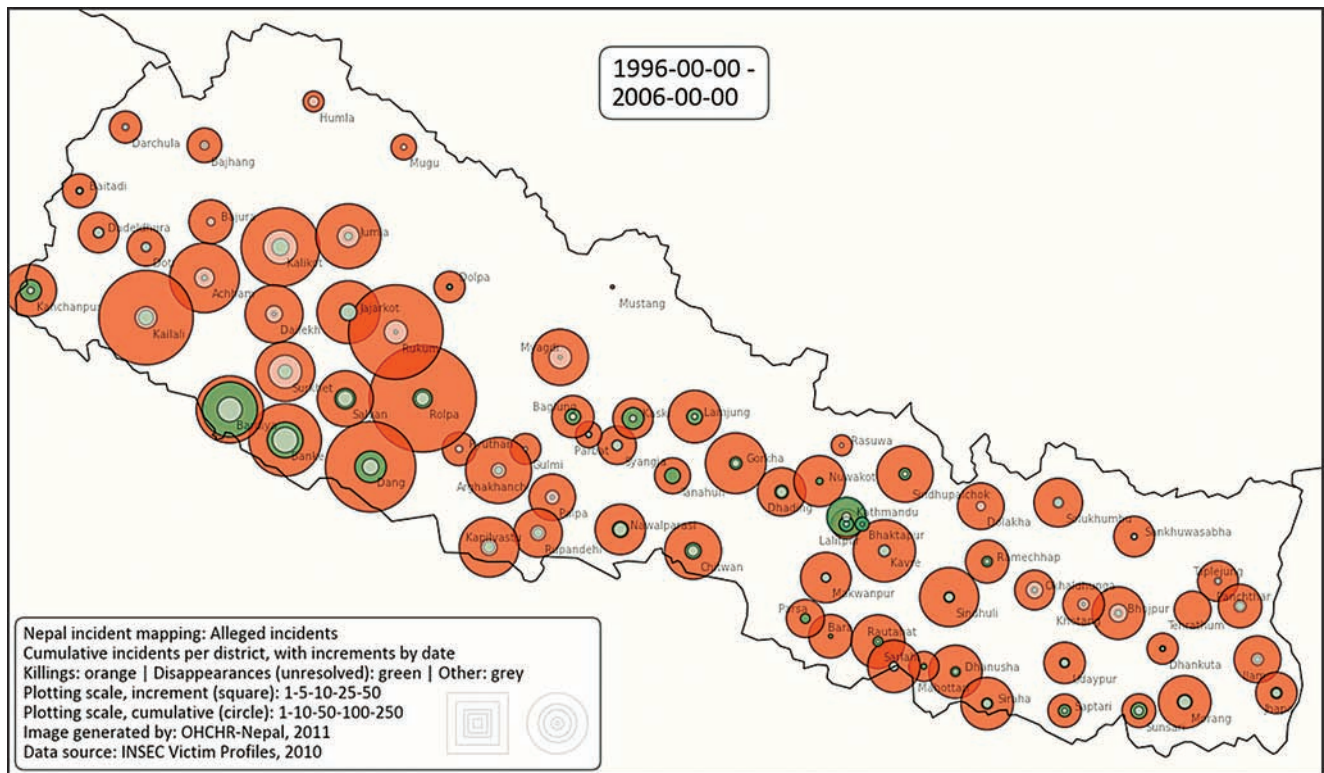 1996-00-00 -
2006-00-00
Humla
Darchula
Bajhang
Mugu
Baitadi
Bajura
Dadeldhura
Jumla
Doti
Kalikot
Dolpa
Achham
Mustang
Kanchanpur
Jajarkot
Dailekh
Kailali
Rukum
Myagdi
Surkhet
Baglung
Kaski
Lamjung
Salyan
Rolpa
Bardiya
Parbat
Rasuwa
Pyuthan
Syangja
Banke
Gulmi
Gorkha
Dang
Arghakhanchi
Tanahun
Nuwakot
Sindhupalchok
Palpa
Dhading
Kathmandu
Dolakha
Solukhumbu
Nawalparasi
Sankhuwasabha
Lalitpur
Bhaktapur
Kapilvastu
Rupandehi
Chitwan
Kavre
Ramechhap
Taplejung
Makwanpur
Okhaldhunga
Panchthar
Parsa
Sindhuli
Khotang
Bhojpur
Terhathum
Bara
Rautahat
Sarlahi
Dhankuta
Mahottari
Dhanusha
Udaypur
Ilam
Siraha
Saptari
Sunsari
Morang
Jhapa
Nepal incident mapping: Alleged incidents
Cumulative incidents per district, with increments by date
Killings: orange | Disappearances (unresolved): green | Other: grey
Plotting scale, increment (square): 1-5-10-25-50
Plotting scale, cumulative (circle): 1-10-50-100-250
Image generated by: OHCHR-Nepal, 2011
Data source: INSEC Victim Profiles, 2010